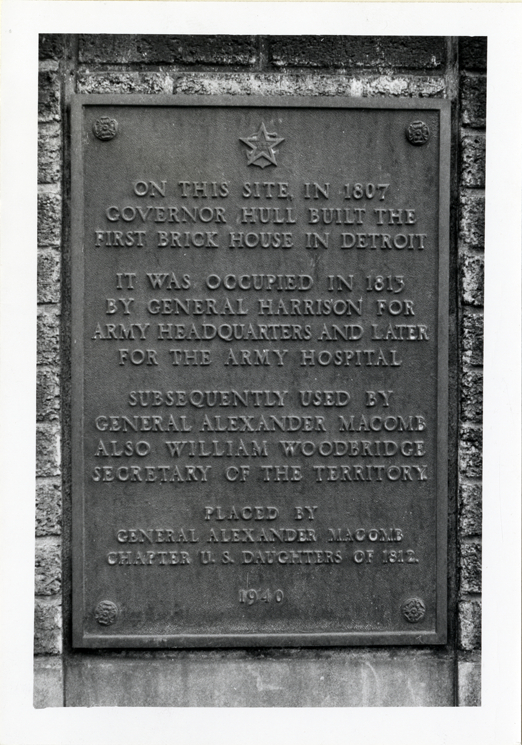 ON THIS SITE, IN 1807
GOVERNOR HULL BUILT THE
FIRST BRICK HOUSE IN DETROIT
IT WAS OCCUPIED IN 1813
BY GENERAL HARRISON FOR
ARMY HEADQUARTERS AND LATER
FOR THE ARMY HOSPITAL
SUBSEQUENTLY USED BY
GENERAL ALEXANDER MACOMB
ALSO WILLIAM WOODBRIDGE
SECRETARY OF THE TERRITORY.
PLACED BY
GENERAL ALEXANDER MACOMB
CHAPTER U. S. DAUGHTERS OF 1812.
1940